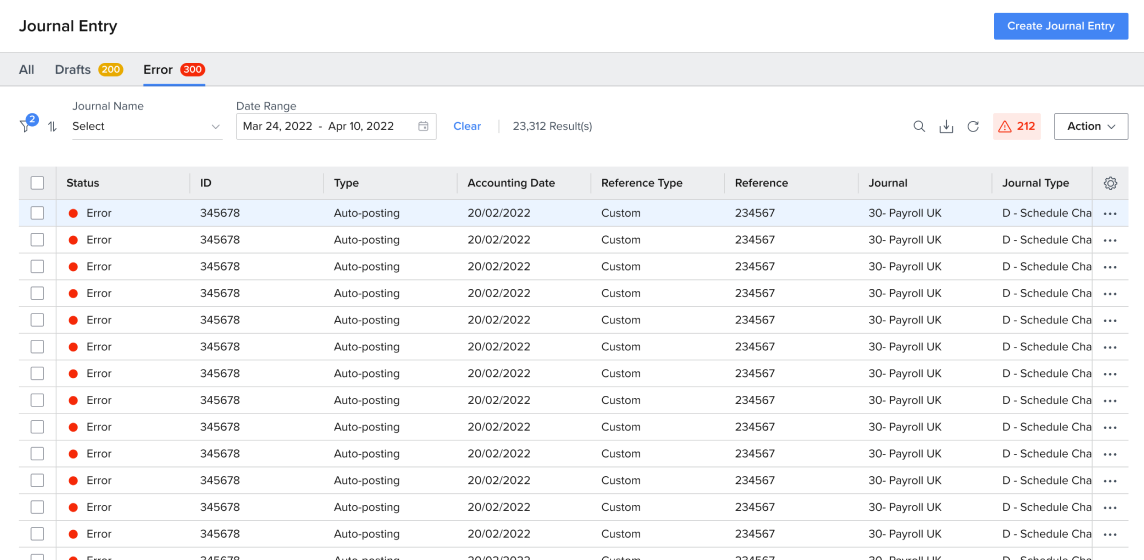 Journal Entry
Create Journal Entry
All Drafts 200 Error 300
Journal Name Date Range
2 Select Mar 24, 2022 - Apr 10, 2022 Clear 23,312 Result(s) 212 Action
Status ID Type Accounting Date Reference Type Reference Journal Journal Type
Error 345678 Auto-posting 20/02/2022 Custom 234567 30- Payroll UK D - Schedule Cha
Error 345678 Auto-posting 20/02/2022 Custom 234567 30- Payroll UK D - Schedule Cha
Error 345678 Auto-posting 20/02/2022 Custom 234567 30- Payroll UK D - Schedule Cha
Error 345678 Auto-posting 20/02/2022 Custom 234567 30- Payroll UK D - Schedule Cha
Error 345678 Auto-posting 20/02/2022 Custom 234567 30- Payroll UK D - Schedule Cha
Error 345678 Auto-posting 20/02/2022 Custom 234567 30- Payroll UK D - Schedule Cha
Error 345678 Auto-posting 20/02/2022 Custom 234567 30- Payroll UK D - Schedule Cha
Error 345678 Auto-posting 20/02/2022 Custom 234567 30- Payroll UK D - Schedule Cha
Error 345678 Auto-posting 20/02/2022 Custom 234567 30- Payroll UK D - Schedule Cha
Error 345678 Auto-posting 20/02/2022 Custom 234567 30- Payroll UK D - Schedule Cha
Error 345678 Auto-posting 20/02/2022 Custom 234567 30- Payroll UK D - Schedule Cha
Error 345678 Auto-posting 20/02/2022 Custom 234567 30- Payroll UK D - Schedule Cha
Error 345678 Auto-posting 20/02/2022 Custom 234567 30- Payroll UK D - Schedule Cha